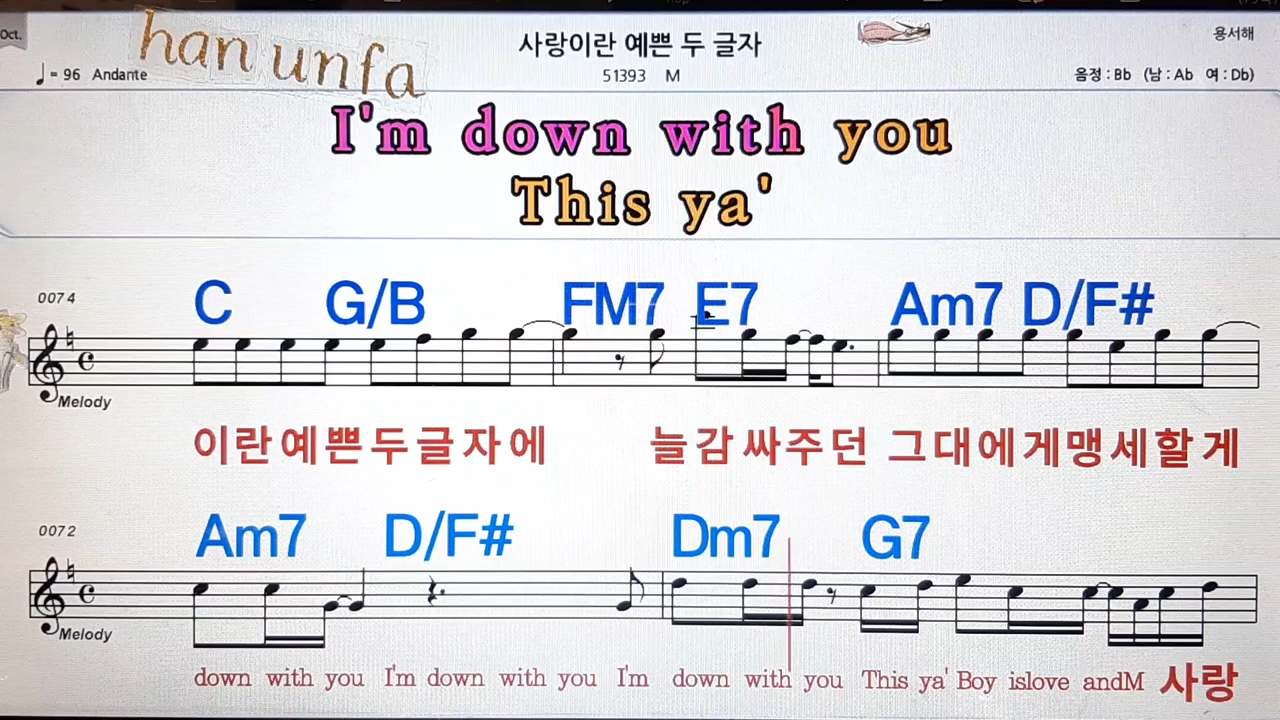 Oct.
han unfa
사랑이란 예쁜 두 글자
용서해
♩= 96 Andante
51393 M
음정 : Bb (남 : Ab 여 : Db)
I'm down with you
This ya'
C G/B FM7 E7 Am7 D/F#
0074
Melody
이란예쁜두글자에 늘감싸주던 그대에게맹세할게
Am7 D/F# Dm7 G7
0072
Melody
down with you I'm down with you I'm down with you This ya' Boy islove andM 사랑